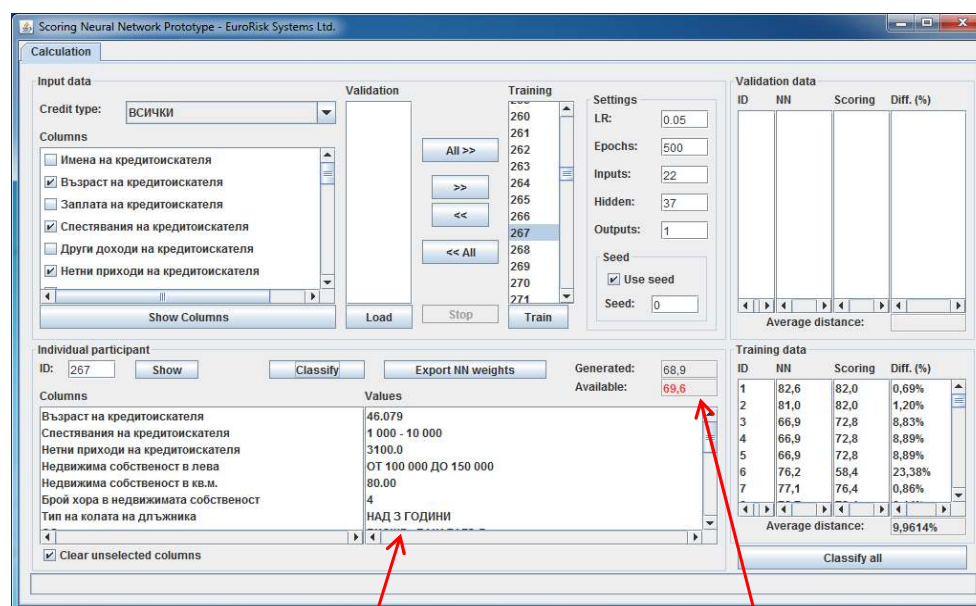 Scoring Neural Network Prototype - EuroRisk Systems Ltd.
Calculation
Input data
Credit type:
ВСИЧКИ
Columns
Имена на кредитоискателя
Възраст на кредитоискателя
Заплата на кредитоискателя
Спестявания на кредитоискателя
Други доходи на кредитоискателя
Нетни приходи на кредитоискателя
Show Columns
Validation
Load
All >>
>>
<<
<< All
Stop
Training
260
261
262
263
264
265
266
267
268
269
270
271
Train
Settings
LR: 0.05
Epochs: 500
Inputs: 22
Hidden: 37
Outputs: 1
Seed
Use seed
Seed: 0
Validation data
ID NN Scoring Diff. (%)
Average distance:
Individual participant
ID: 267 Show Classify Export NN weights
Generated: 68,9
Available: 69,6
Columns Values
Възраст на кредитоискателя 46.079
Спестявания на кредитоискателя 1 000 - 10 000
Нетни приходи на кредитоискателя 3100.0
Недвижима собственост в лева ОТ 100 000 ДО 150 000
Недвижима собственост в кв.м. 80.00
Брой хора в недвижимата собственост 4
Тип на колата на длъжника НАД 3 ГОДИНИ
Clear unselected columns
Training data
ID NN Scoring Diff. (%)
1 82,6 82,0 0,69%
2 81,0 82,0 1,20%
3 66,9 72,8 8,83%
4 66,9 72,8 8,89%
5 66,9 72,8 8,89%
6 76,2 58,4 23,38%
7 77,1 76,4 0,86%
Average distance: 9,9614%
Classify all